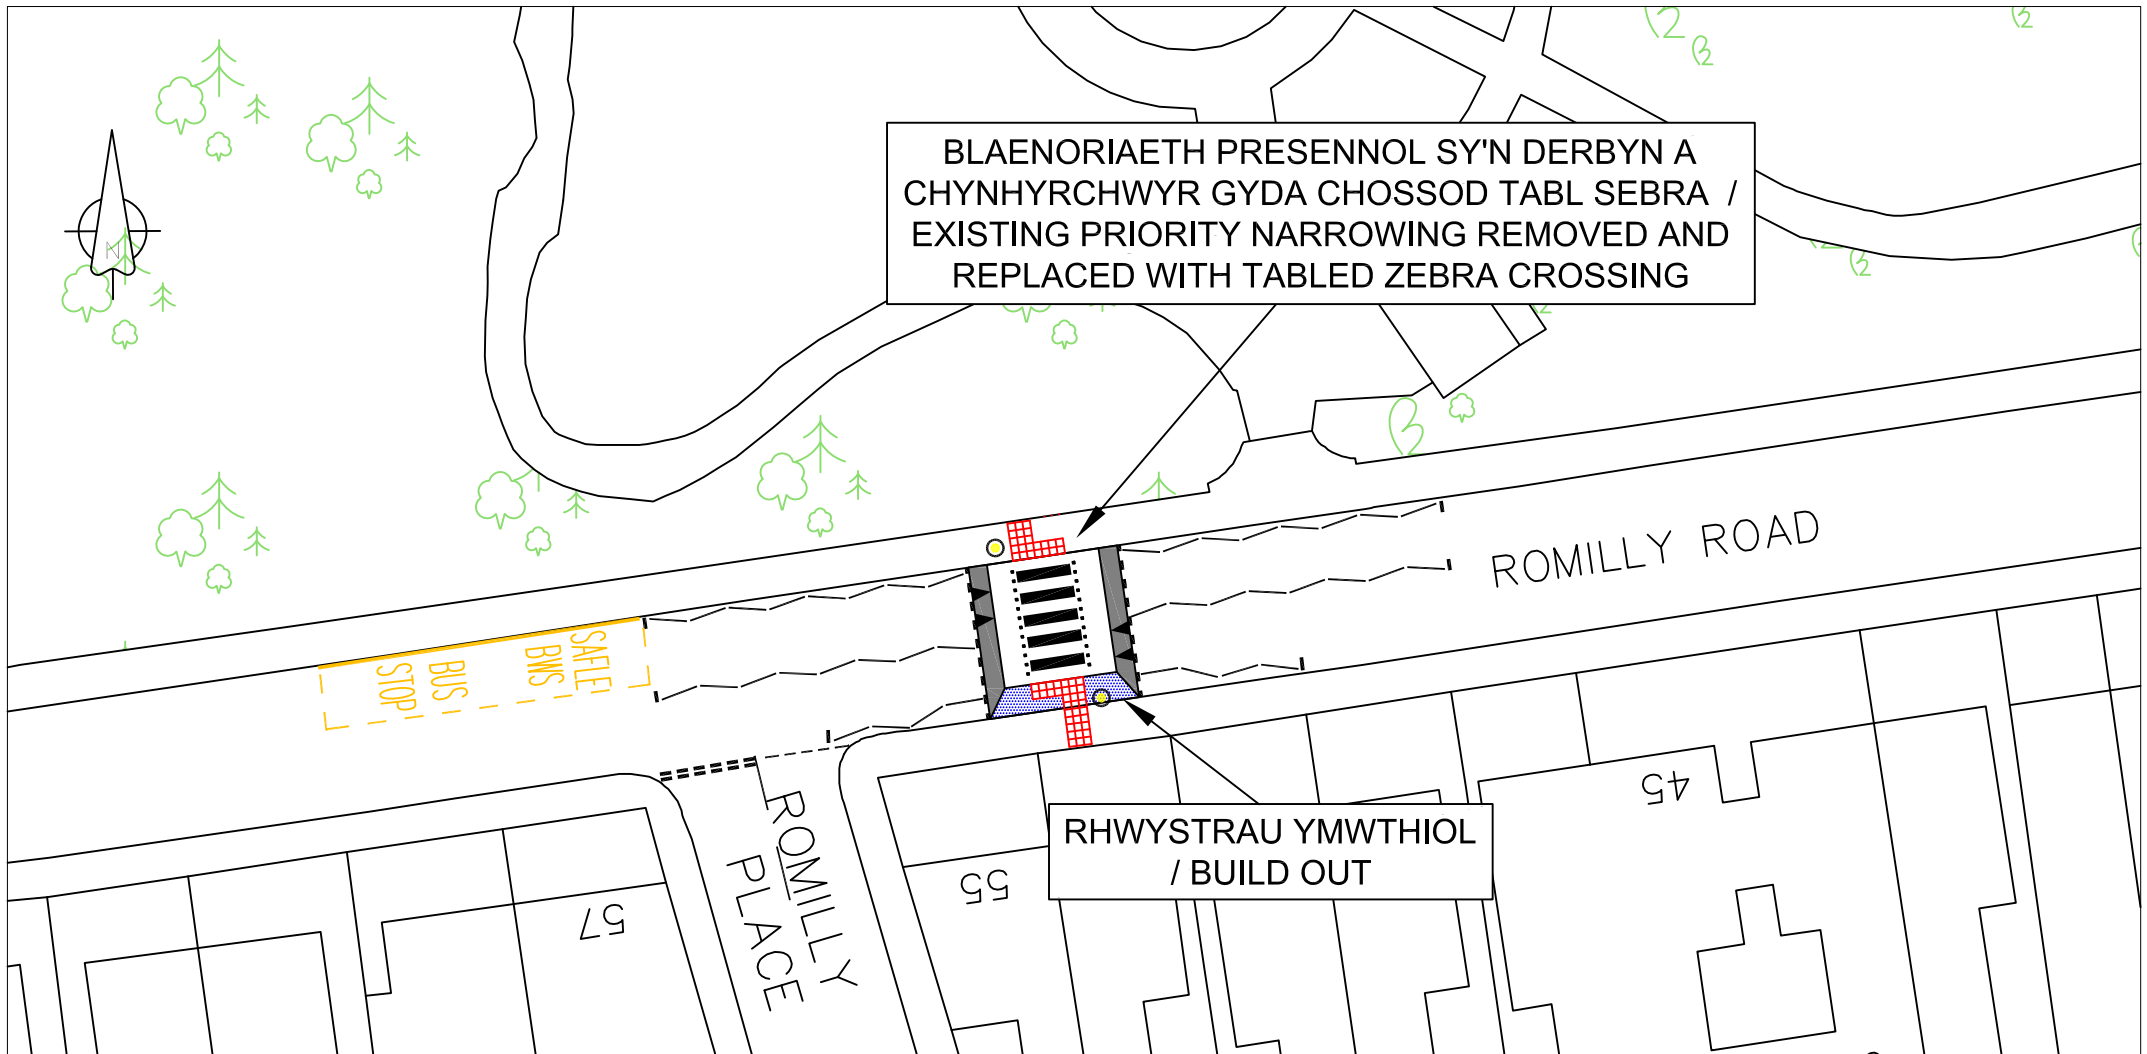 BLAENORIAETH PRESENNOL SY'N DERBYN A
CHYNHYRCHWYR GYDA CHOSSOD TABL SEBRA /
EXISTING PRIORITY NARROWING REMOVED AND
REPLACED WITH TABLED ZEBRA CROSSING
N
ROMILLY ROAD
SAFLE
BWS
BUS
STOP
ROMILLY
PLACE
RHWYSTRAU YMWTHIOL
/ BUILD OUT
45
55
57